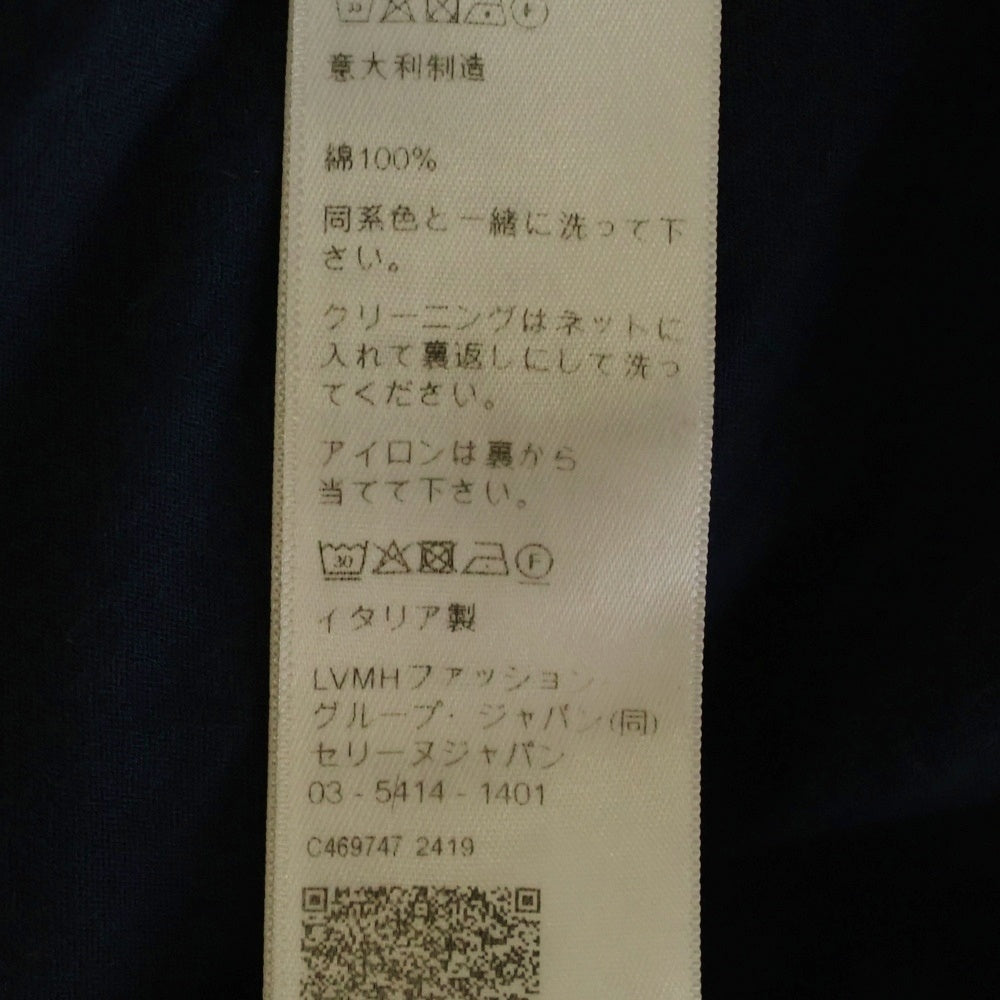 意大利制造
綿100%
同系色と一緒に洗って下
さい。
クリーニングはネットに
入れて裏返しにして洗っ
てください。
アイロンは裏から
当てて下さい。
30 F
イタリア製
LVMHファッション
グループ・ジャパン(同)
セリーヌジャパン
03-5414-1401
C469747 2419